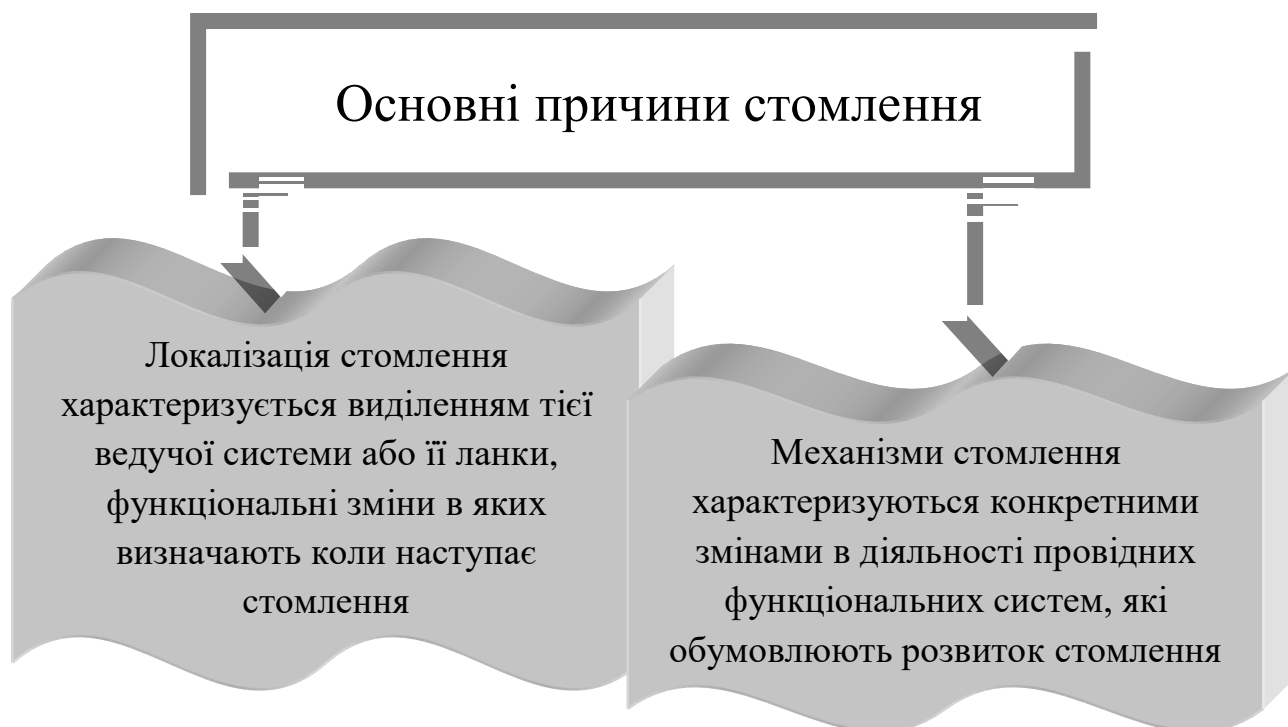 Основні причини стомлення
Локалізація стомлення
характеризується виділенням тієї
ведучої системи або її ланки,
функціональні зміни в яких
визначають коли наступає
стомлення
Механізми стомлення
характеризуються конкретними
змінами в діяльності провідних
функціональних систем, які
обумовлюють розвиток стомлення